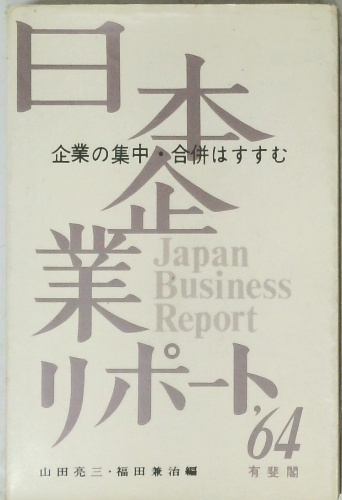 日本企業
企業の集中・合併はすすむ
Japan
Business
Report
リポート
'64
山田亮三・福田兼治編
有斐閣